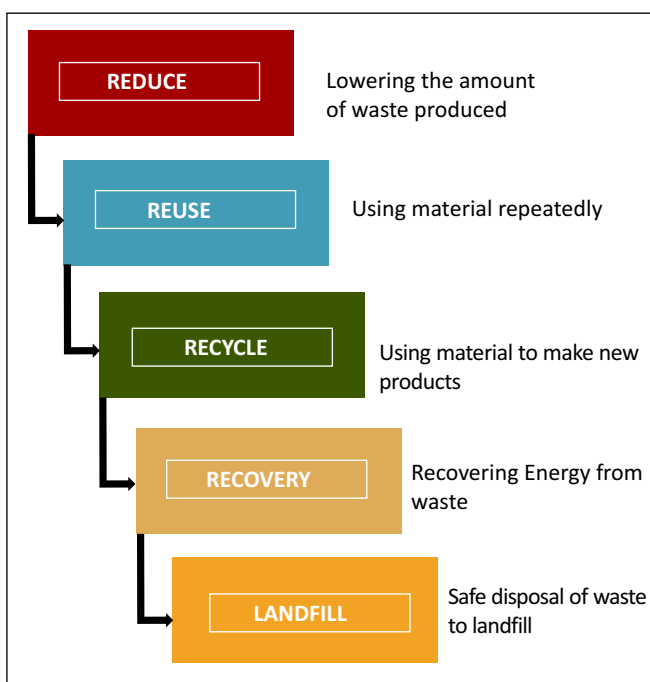 REDUCE
Lowering the amount
of waste produced
REUSE
Using material repeatedly
RECYCLE
Using material to make new
products
RECOVERY
Recovering Energy from
waste
LANDFILL
Safe disposal of waste
to landfill